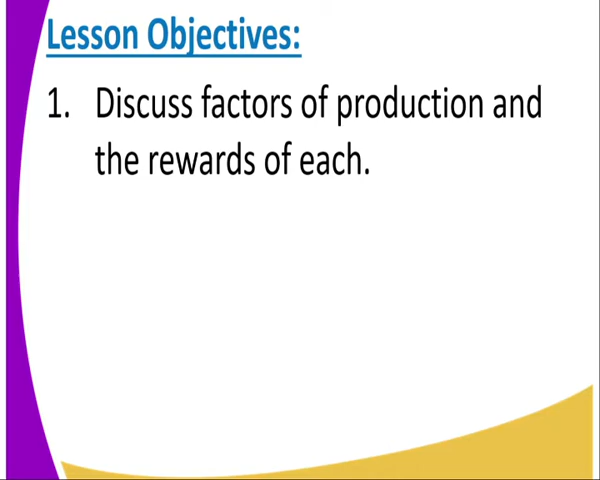 Lesson Objectives:
1. Discuss factors of production and
the rewards of each.